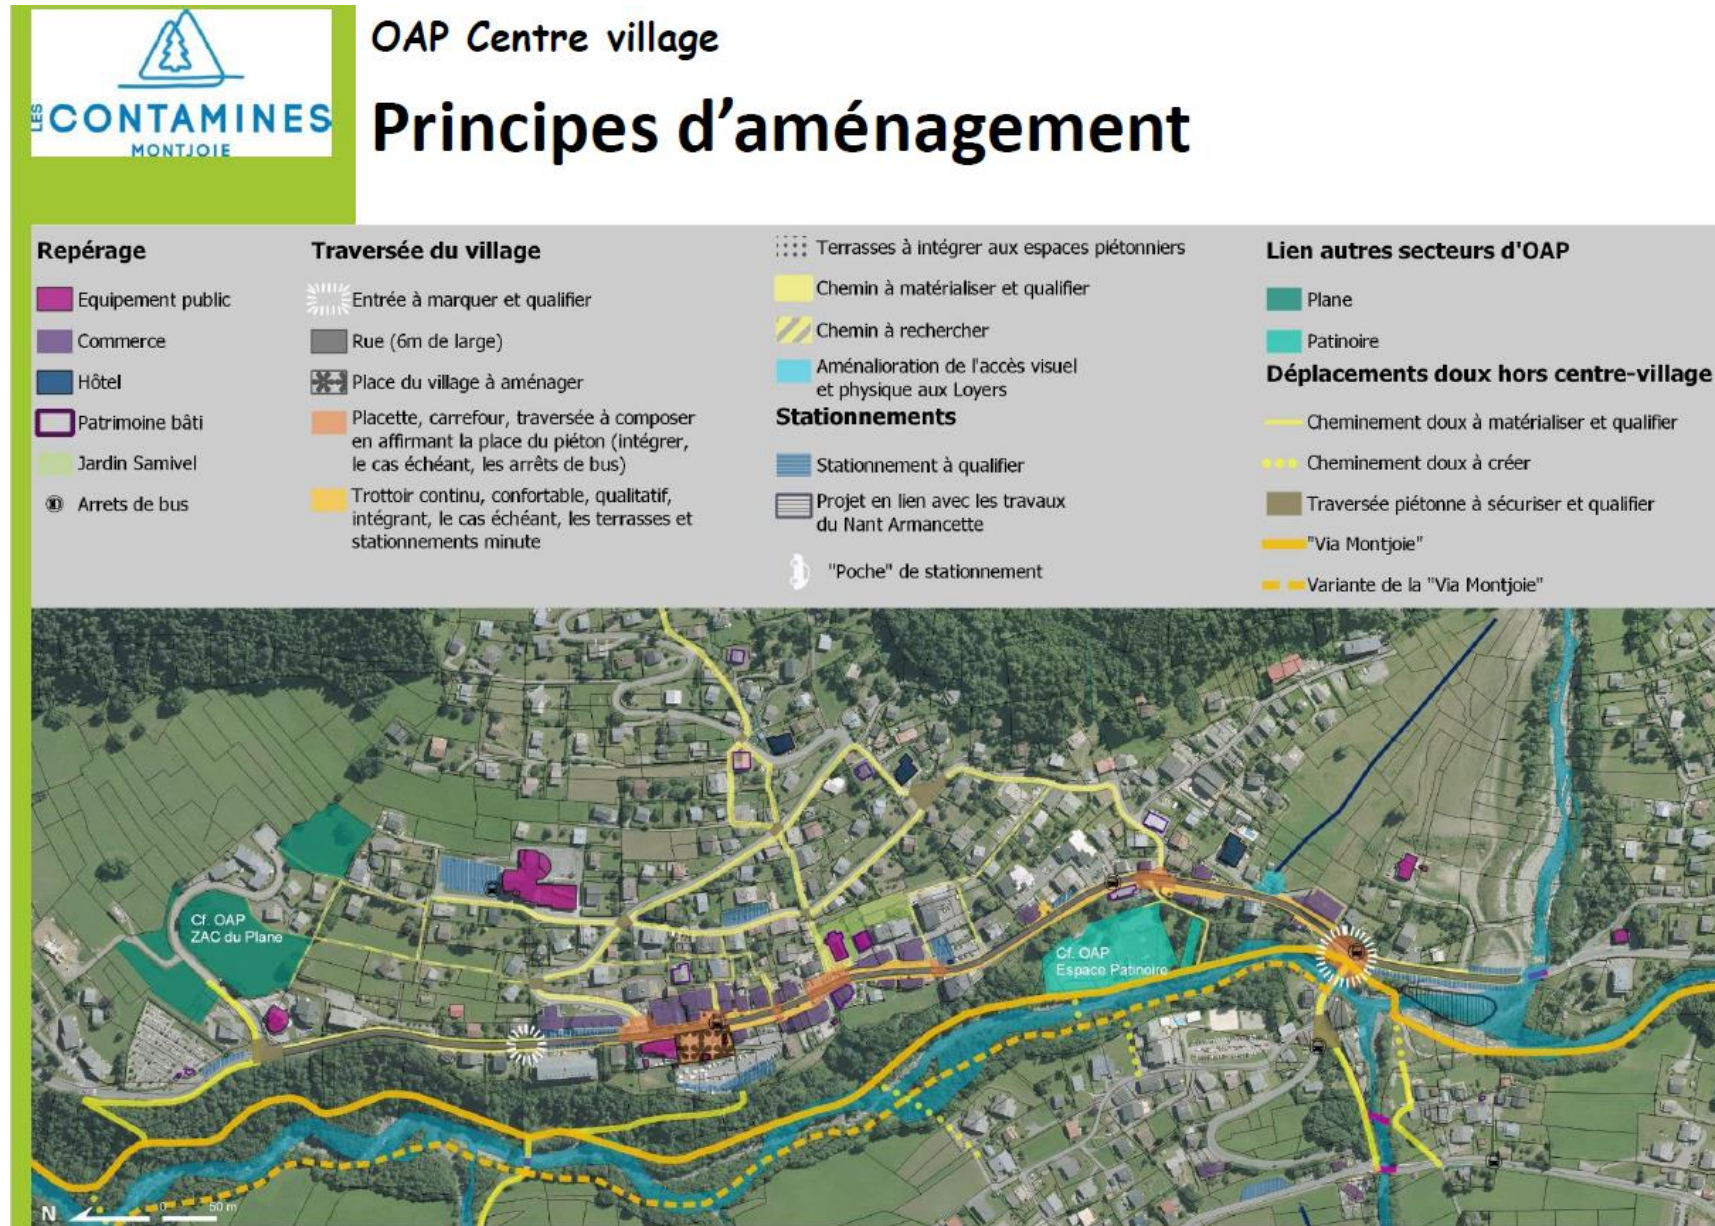 LES
CONTAMINES
MONTJOIE
OAP Centre village
Principes d'aménagement
Repérage
Equipement public
Commerce
Hôtel
Patrimoine bâti
Jardin Samivel
Arrets de bus
Traversée du village
Entrée à marquer et qualifier
Rue (6m de large)
Place du village à aménager
Placette, carrefour, traversée à composer
en affirmant la place du piéton (intégrer,
le cas échéant, les arrêts de bus)
Trottoir continu, confortable, qualitatif,
intégrant, le cas échéant, les terrasses et
stationnements minute
Terrasses à intégrer aux espaces piétonniers
Chemin à matérialiser et qualifier
Chemin à rechercher
Aménalioration de l'accès visuel
et physique aux Loyers
Stationnements
Stationnement à qualifier
Projet en lien avec les travaux
du Nant Armancette
"Poche" de stationnement
Lien autres secteurs d'OAP
Plane
Patinoire
Déplacements doux hors centre-village
Cheminement doux à matérialiser et qualifier
Cheminement doux à créer
Traversée piétonne à sécuriser et qualifier
"Via Montjoie"
Variante de la "Via Montjoie"
Cf. OAP
ZAC du Plane
Cf. OAP
Espace Patinoire
N
0 50 m